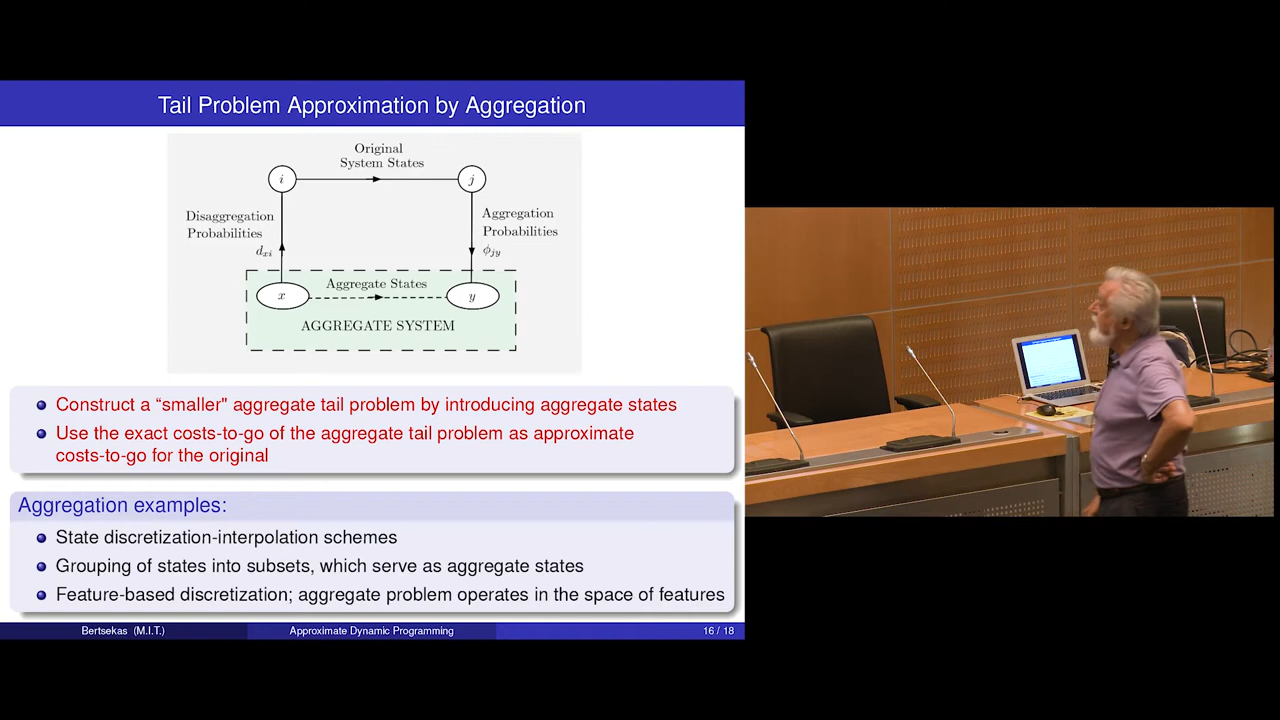 Tail Problem Approximation by Aggregation
Original
System States
i
j
Disaggregation
Probabilities
d_{xi}
Aggregation
Probabilities
ϕ_{jy}
Aggregate States
x
y
AGGREGATE SYSTEM
Construct a “smaller" aggregate tail problem by introducing aggregate states
Use the exact costs-to-go of the aggregate tail problem as approximate
costs-to-go for the original
Aggregation examples:
State discretization-interpolation schemes
Grouping of states into subsets, which serve as aggregate states
Feature-based discretization; aggregate problem operates in the space of features
Bertsekas (M.I.T.)
Approximate Dynamic Programming
16 / 18